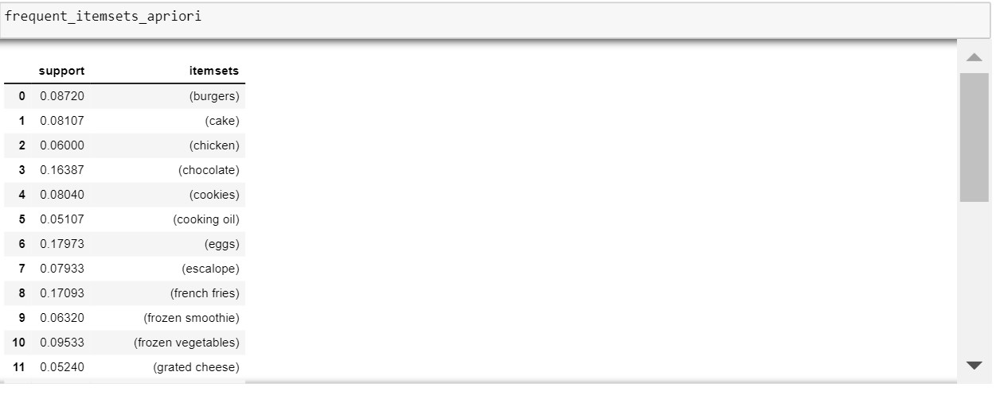 frequent_itemsets_apriori
support itemsets
0 0.08720 (burgers)
1 0.08107 (cake)
2 0.06000 (chicken)
3 0.16387 (chocolate)
4 0.08040 (cookies)
5 0.05107 (cooking oil)
6 0.17973 (eggs)
7 0.07933 (escalope)
8 0.17093 (french fries)
9 0.06320 (frozen smoothie)
10 0.09533 (frozen vegetables)
11 0.05240 (grated cheese)